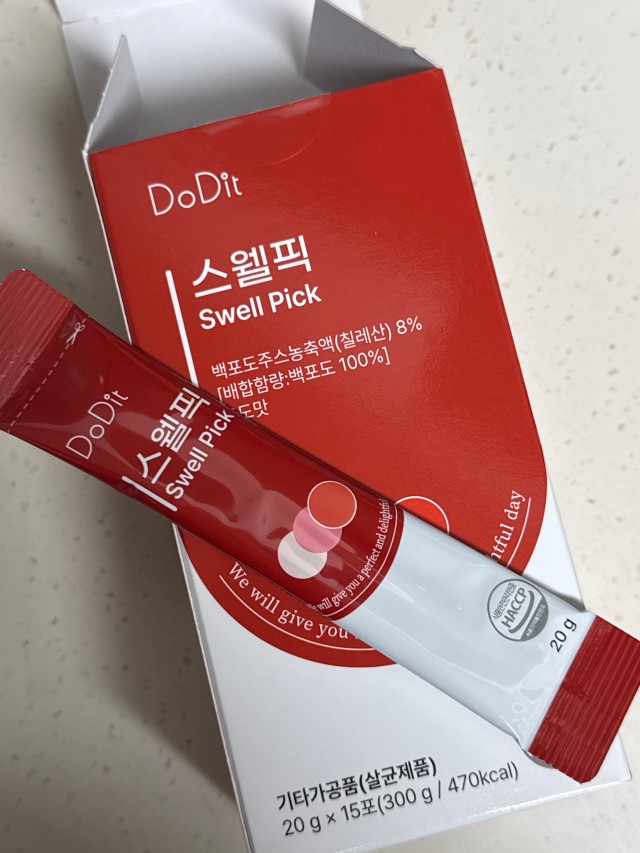 DoDit
스웰픽
Swell Pick
백포도주스농축액(칠레산) 8%
[배합함량:백포도 100%]
도맛
We will give you
htful day
기타가공품(살균제품)
20 g × 15포(300 g / 470kcal)
DoDit
스웰픽
Swell Pick
will give you a perfect and delightful
HACCP
20 g